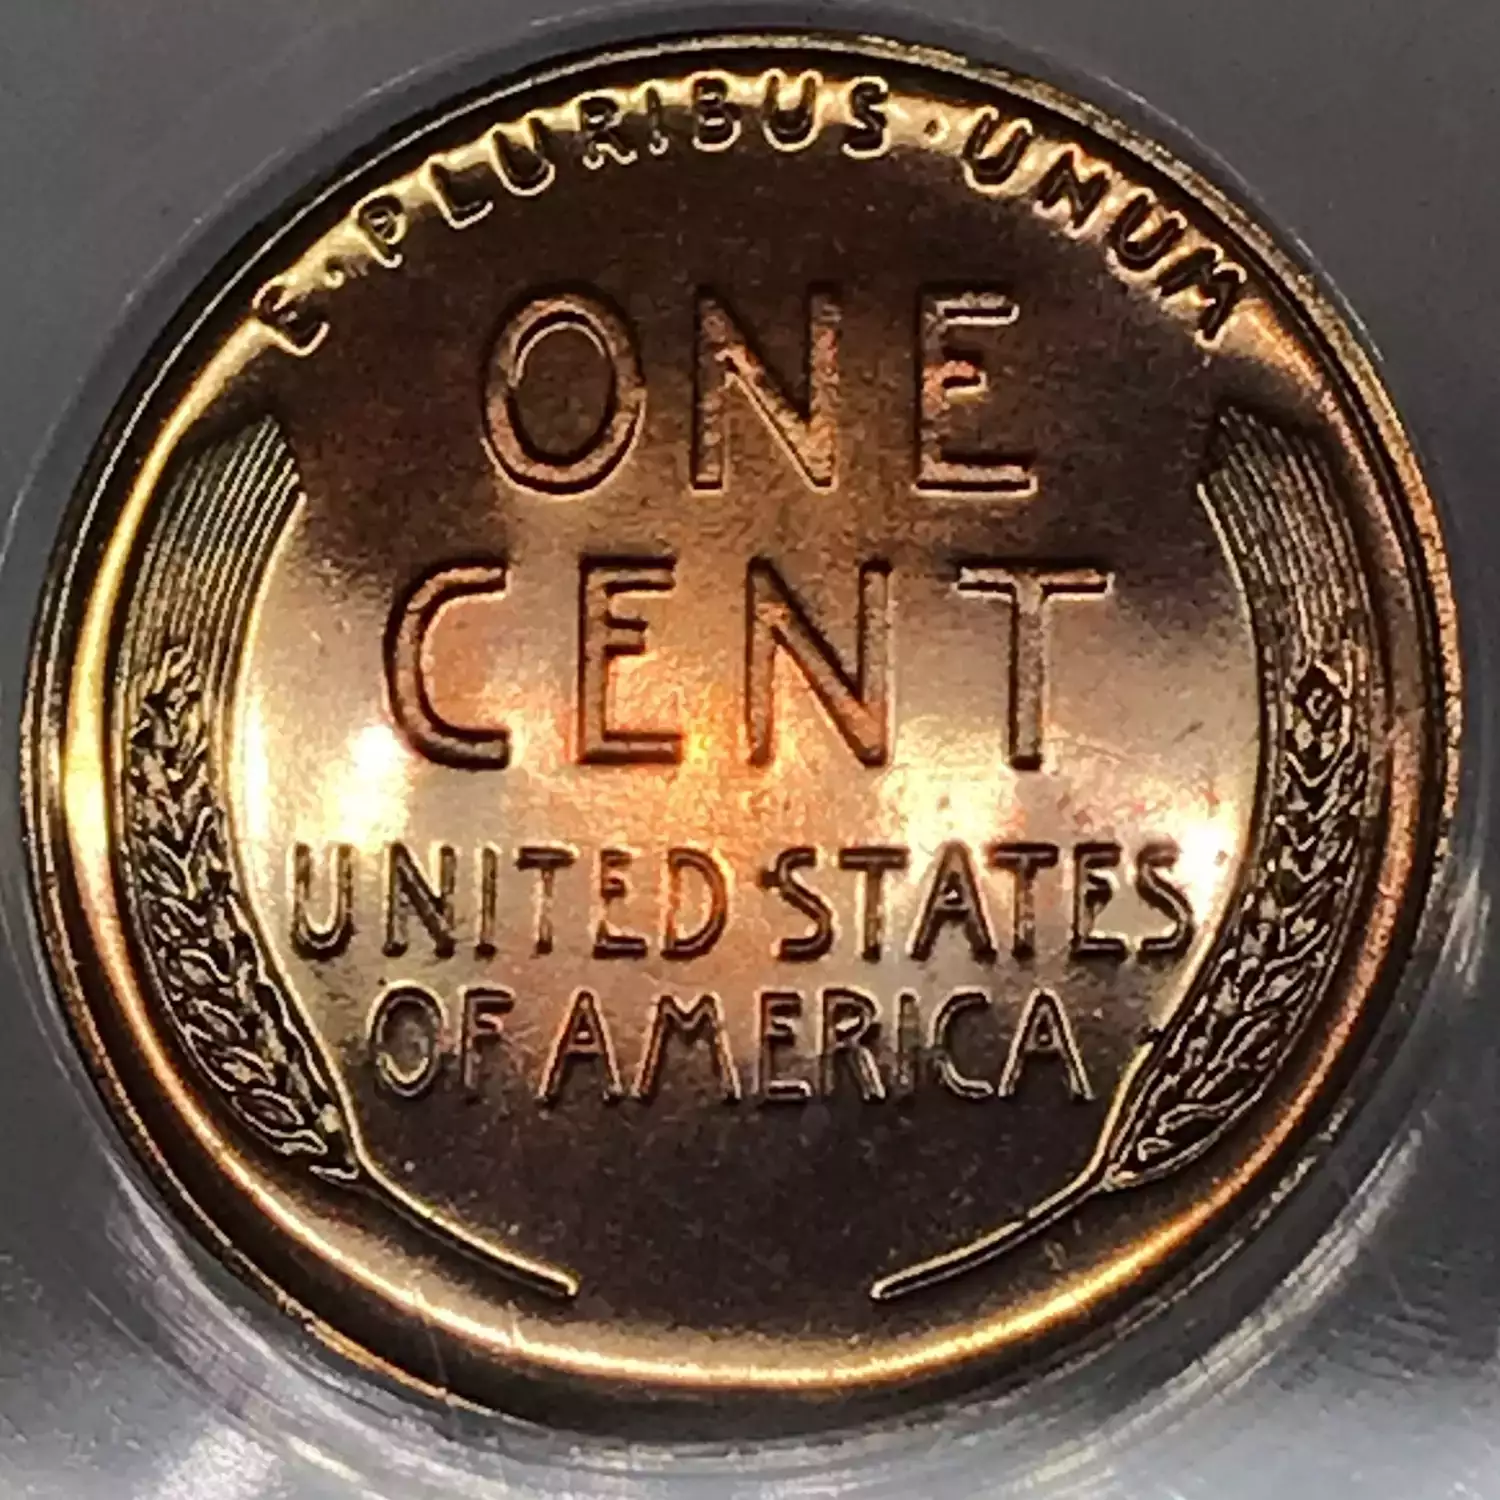 E·PLURIBUS·UNUM
ONE
CENT
UNITED·STATES
OF AMERICA